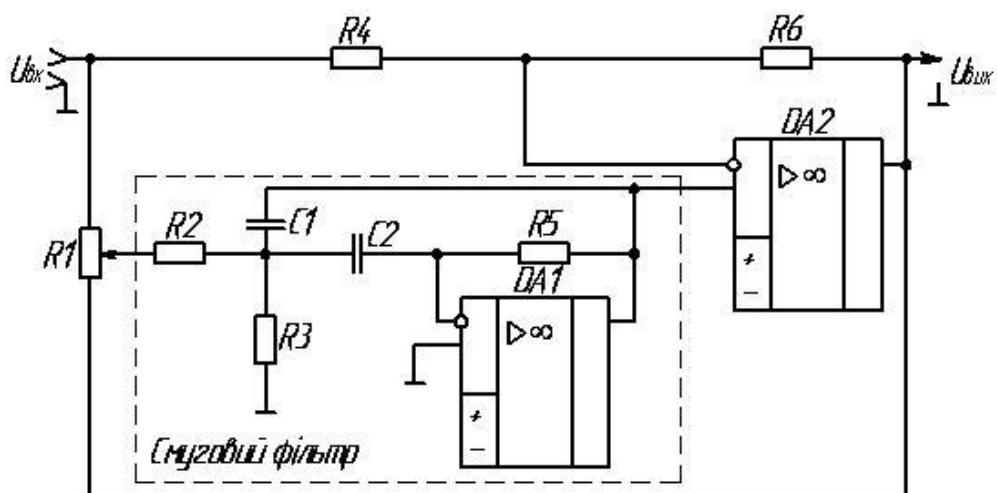 R4
R6
Uвх
Uвих
DA2
▷∞
R2
C1
C2
R5
R1
DA1
▷∞
+
−
R3
+
−
Смуговий фільтр